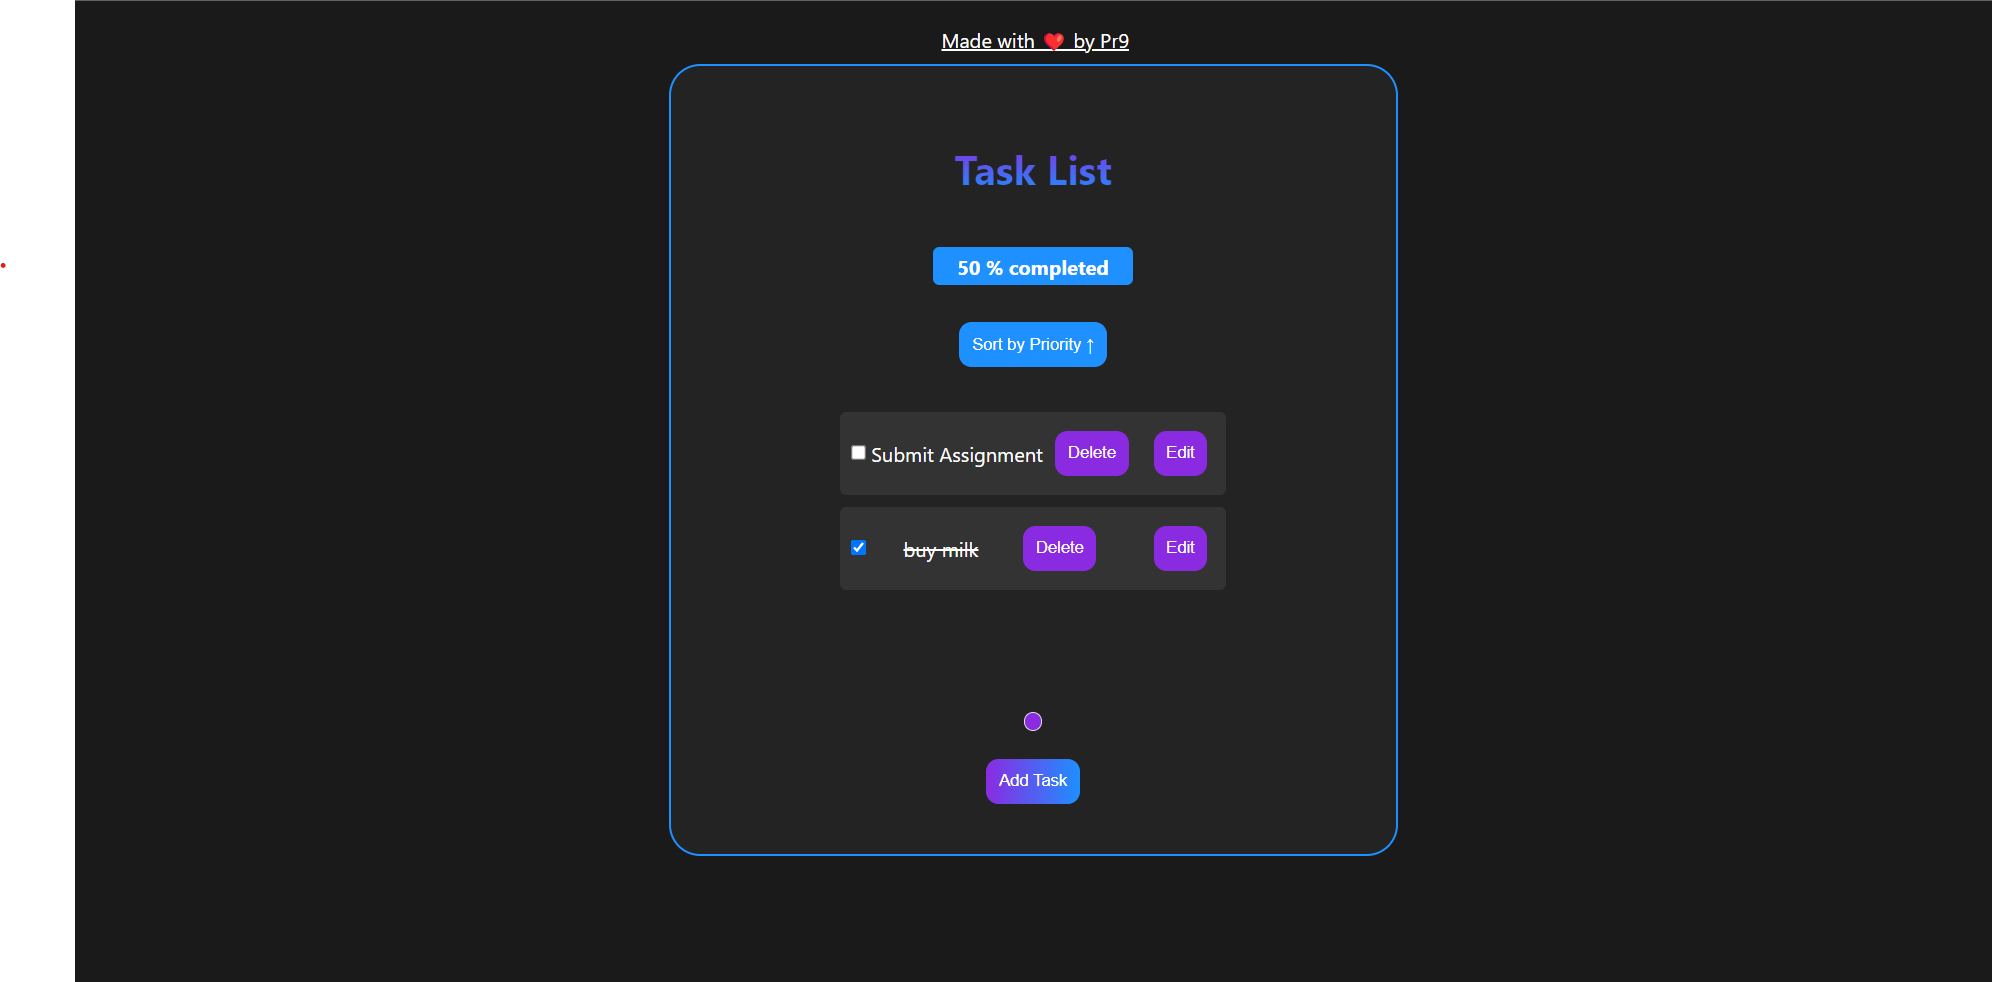 Made with ❤️ by Pr9
Task List
50 % completed
Sort by Priority ↑
Submit Assignment Delete Edit
buy milk Delete Edit
Add Task